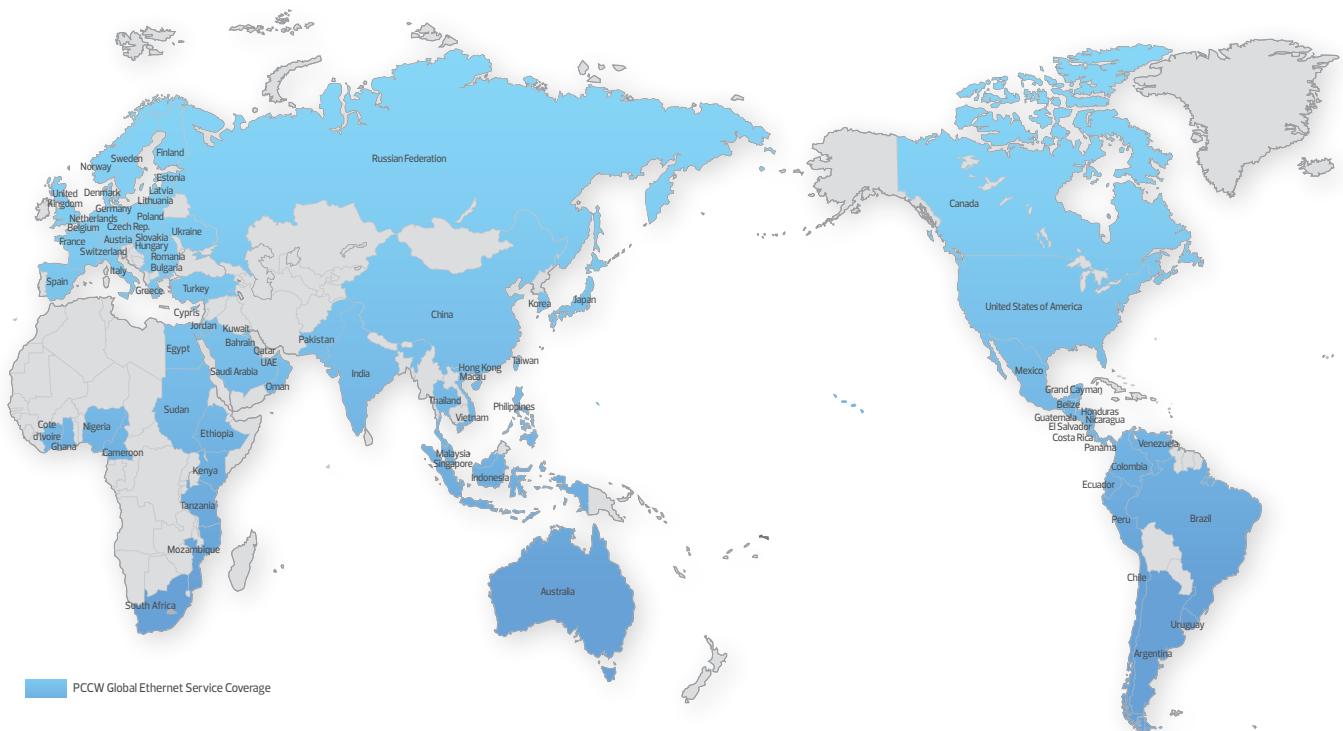 Russian Federation
Norway
Sweden
Finland
Estonia
Latvia
Lithuania
United
Kingdom
Denmark
Germany
Netherlands
Belgium
Poland
Czech Rep.
France
Austria
Slovakia
Hungary
Ukraine
Switzerland
Romania
Bulgaria
Italy
Spain
Greece
Turkey
Cypris
Jordan
Kuwait
Bahrain
Qatar
UAE
Saudi Arabia
Oman
Egypt
Pakistan
India
China
Korea
Japan
Taiwan
Hong Kong
Macau
Thailand
Vietnam
Philippines
Malaysia
Singapore
Indonesia
Sudan
Ethiopia
Cote
d'Ivoire
Ghana
Nigeria
Cameroon
Kenya
Tanzania
Mozambique
South Africa
Australia
Canada
United States of America
Mexico
Grand Cayman
Belize
Honduras
Guatemala
Nicaragua
El Salvador
Costa Rica
Panama
Venezuela
Colombia
Ecuador
Peru
Brazil
Chile
Uruguay
Argentina
PCCW Global Ethernet Service Coverage